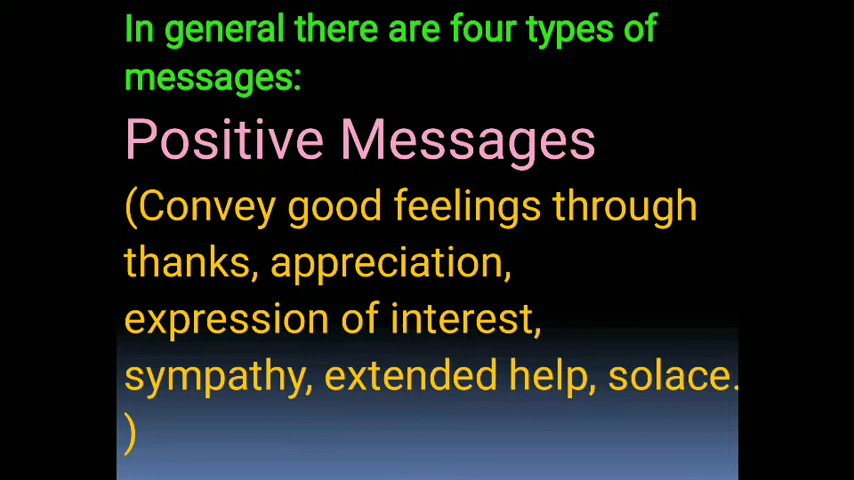 In general there are four types of
messages:
Positive Messages
(Convey good feelings through
thanks, appreciation,
expression of interest,
sympathy, extended help, solace.
)